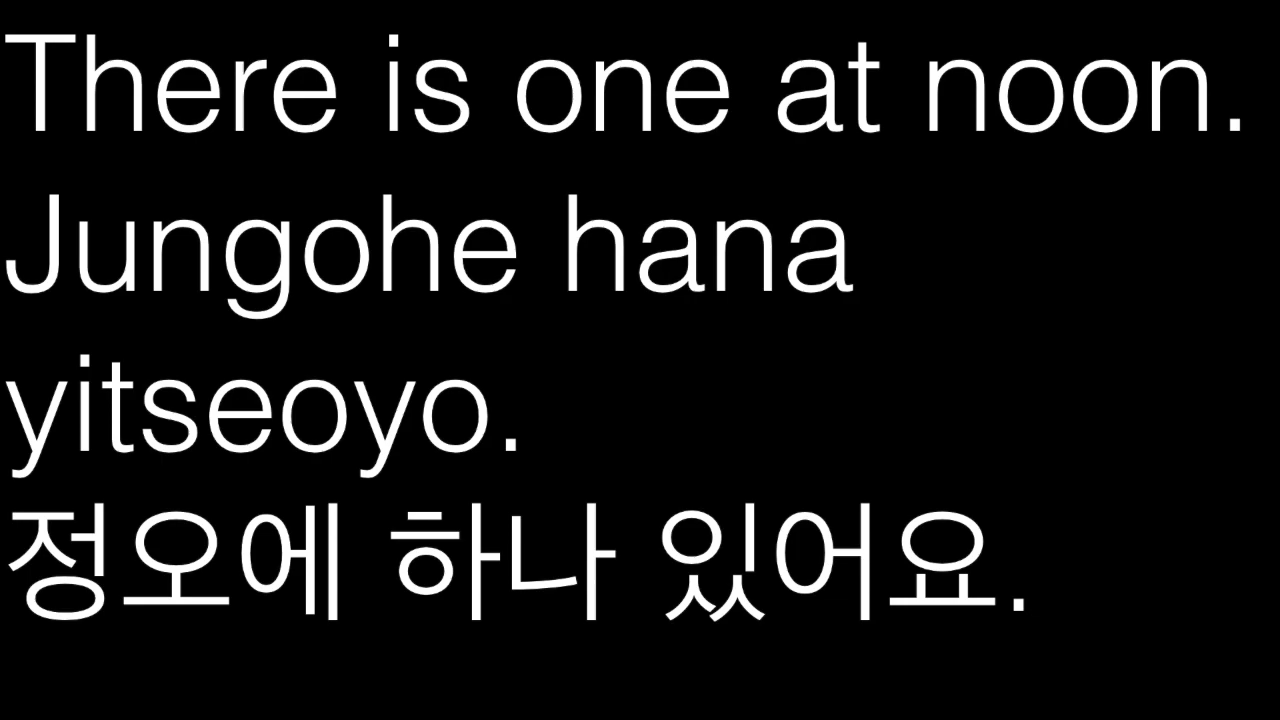 There is one at noon.
Jungohe hana
yitseoyo.
정오에 하나 있어요.